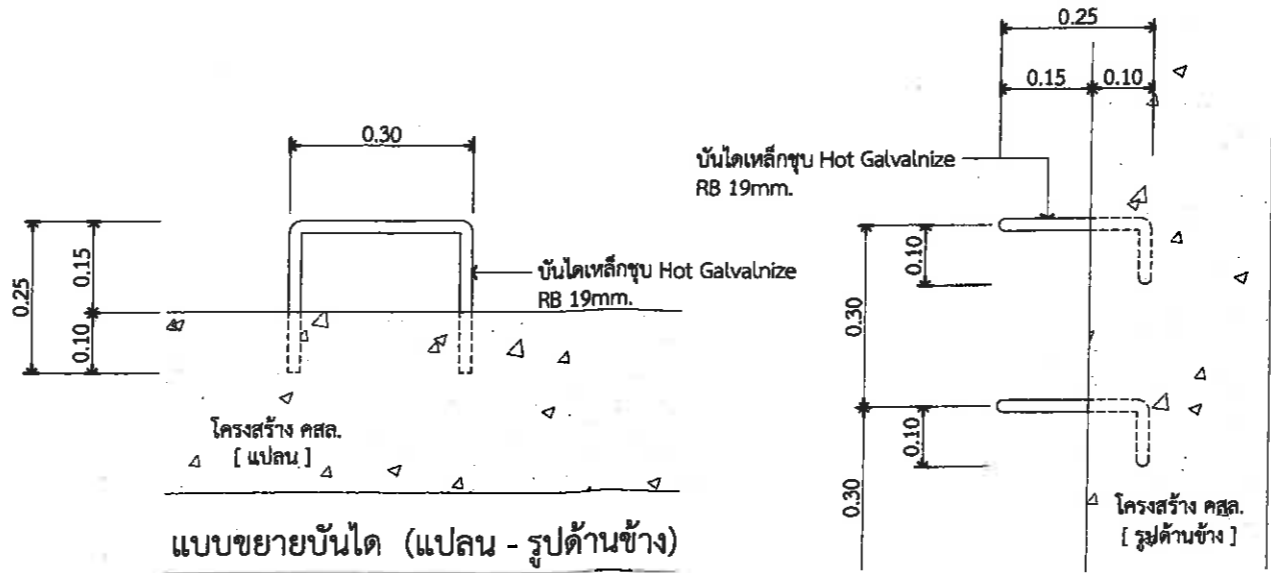 0.30
0.25
0.15
0.10
บันไดเหล็กชุบ Hot Galvalnize
RB 19mm.
โครงสร้าง คสล.
[ แปลน ]
0.25
0.15
0.10
บันไดเหล็กชุบ Hot Galvalnize
RB 19mm.
0.10
0.30
0.10
0.30
โครงสร้าง คสล.
[ รูปด้านข้าง ]
แบบขยายบันได (แปลน - รูปด้านข้าง)